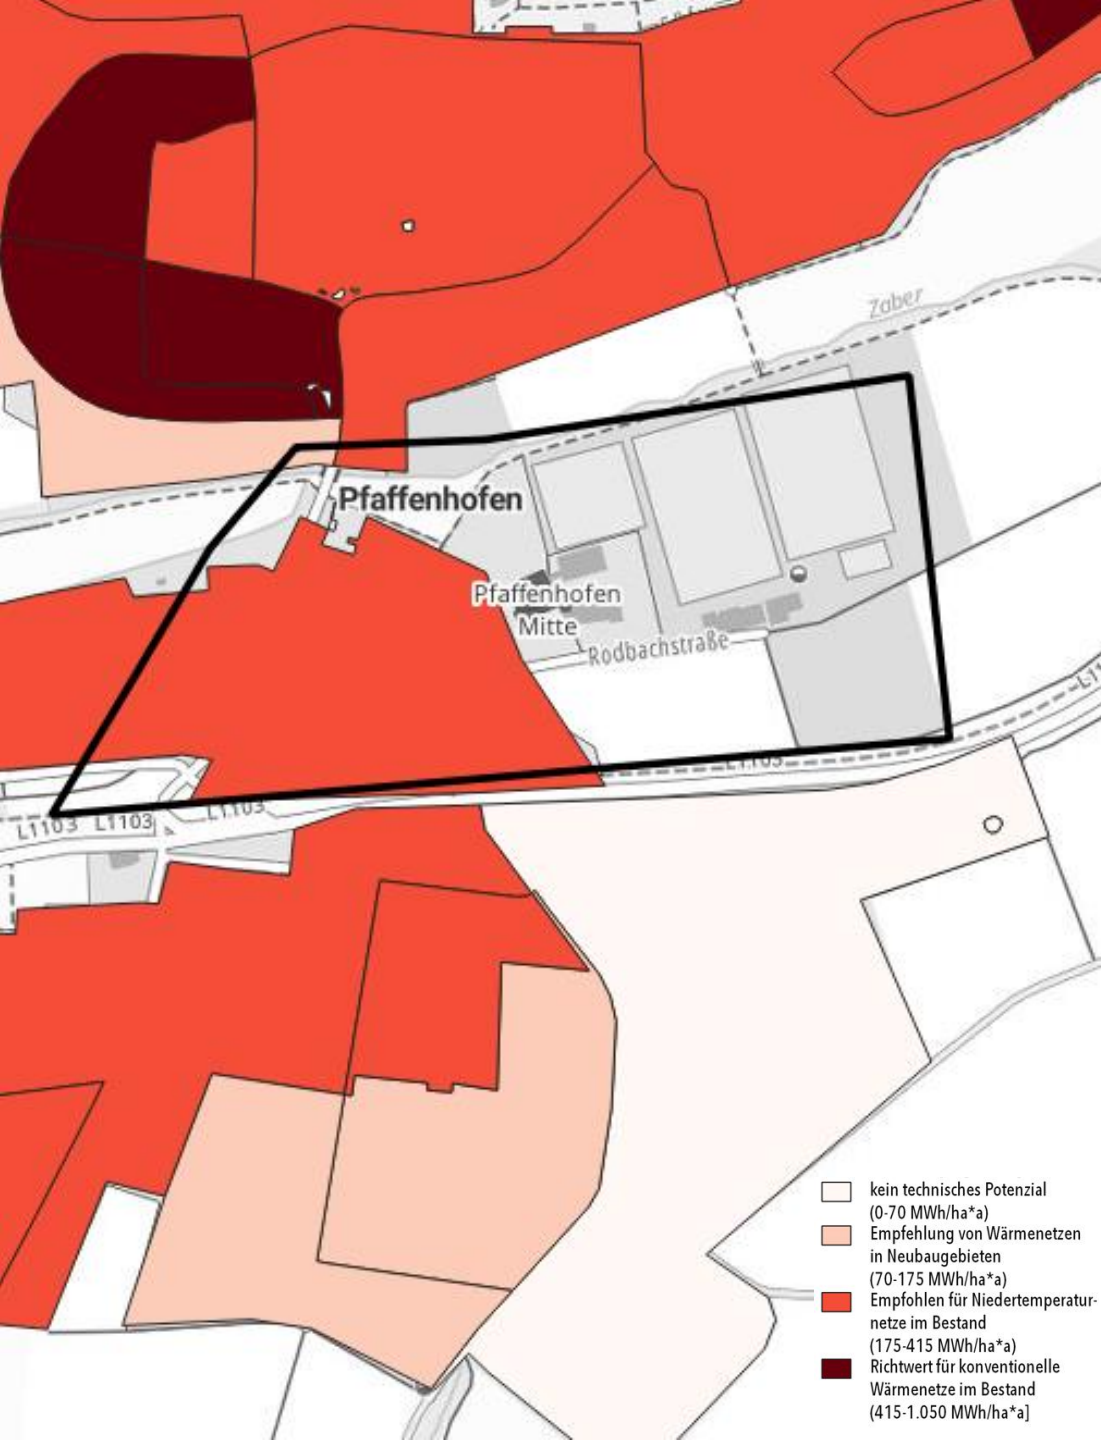 Zaber
Pfaffenhofen
Pfaffenhofen
Mitte
Rodbachstraße
L1103
L1103
L1103
L1103
L11
kein technisches Potenzial
(0-70 MWh/ha*a)
Empfehlung von Wärmenetzen
in Neubaugebieten
(70-175 MWh/ha*a)
Empfohlen für Niedertemperatur-
netze im Bestand
(175-415 MWh/ha*a)
Richtwert für konventionelle
Wärmenetze im Bestand
(415-1.050 MWh/ha*a]